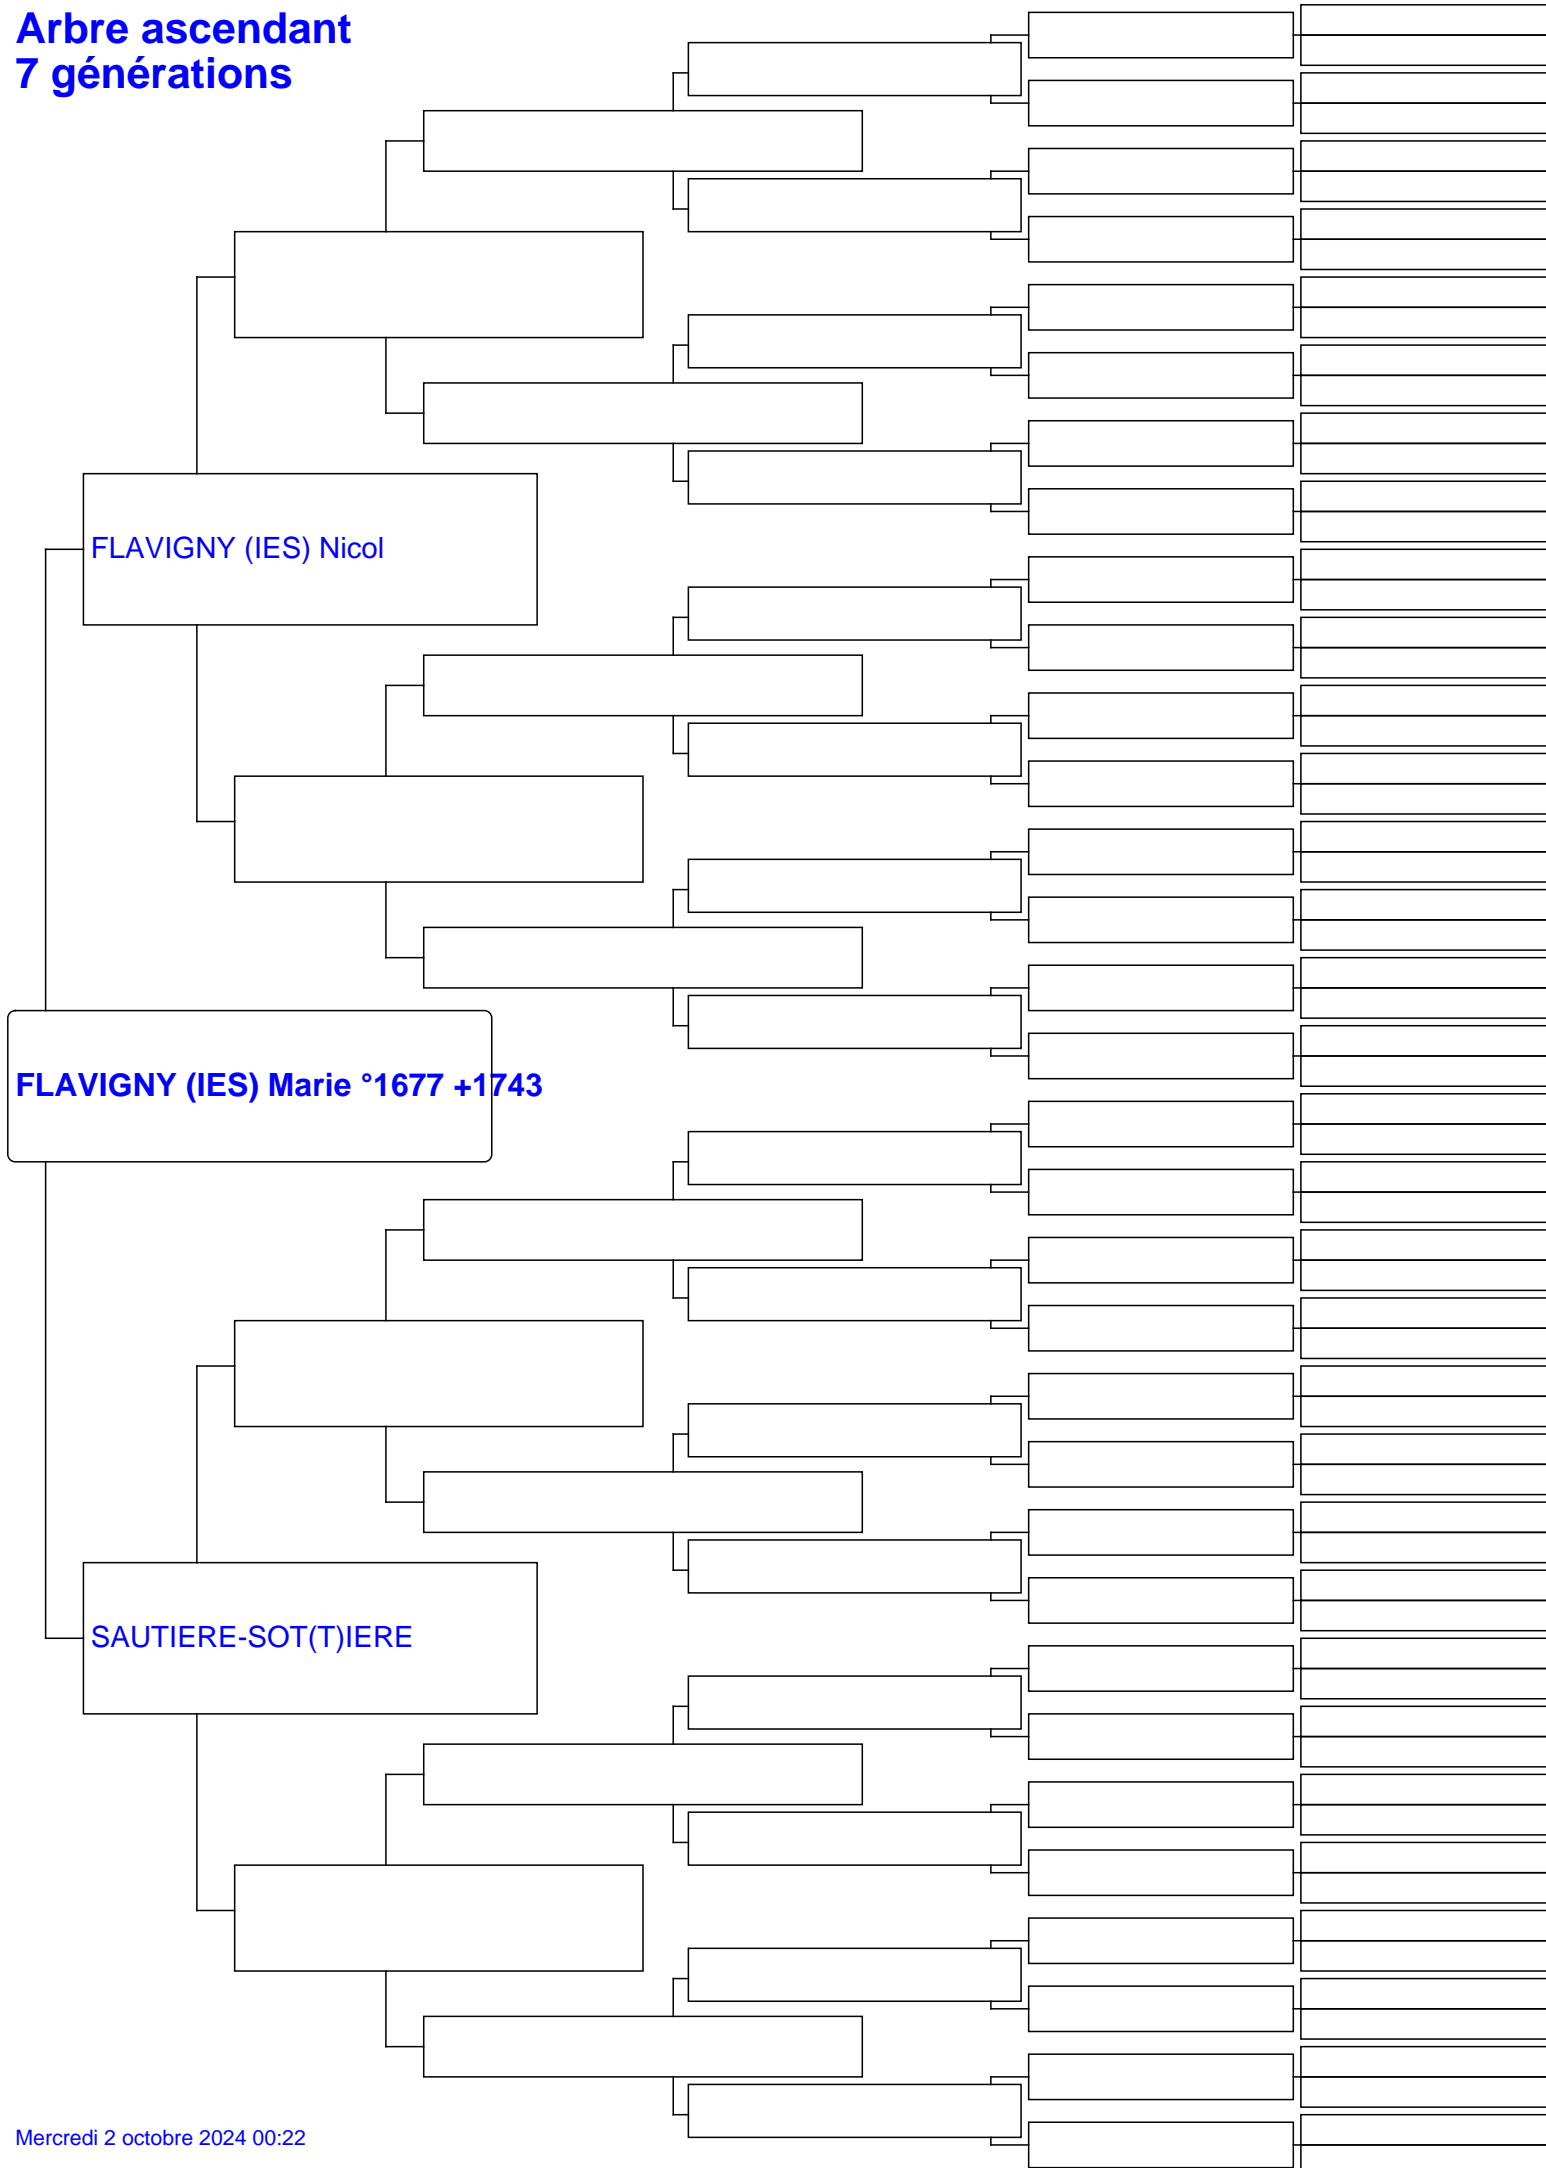 Arbre ascendant
7 générations
FLAVIGNY (IES) Nicol
FLAVIGNY (IES) Marie °1677 +1743
SAUTIERE-SOT(T)IERE
Mercredi 2 octobre 2024 00:22